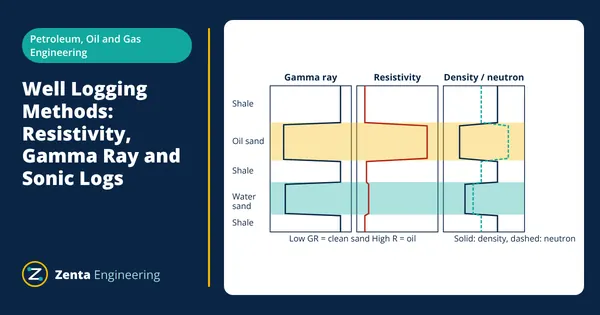 Petroleum, Oil and Gas
Engineering
Well Logging
Methods:
Resistivity,
Gamma Ray and
Sonic Logs
Zenta Engineering
Gamma ray
Resistivity
Density / neutron
Shale
Oil sand
Shale
Water
sand
Shale
Low GR = clean sand
High R = oil
Solid: density, dashed: neutron